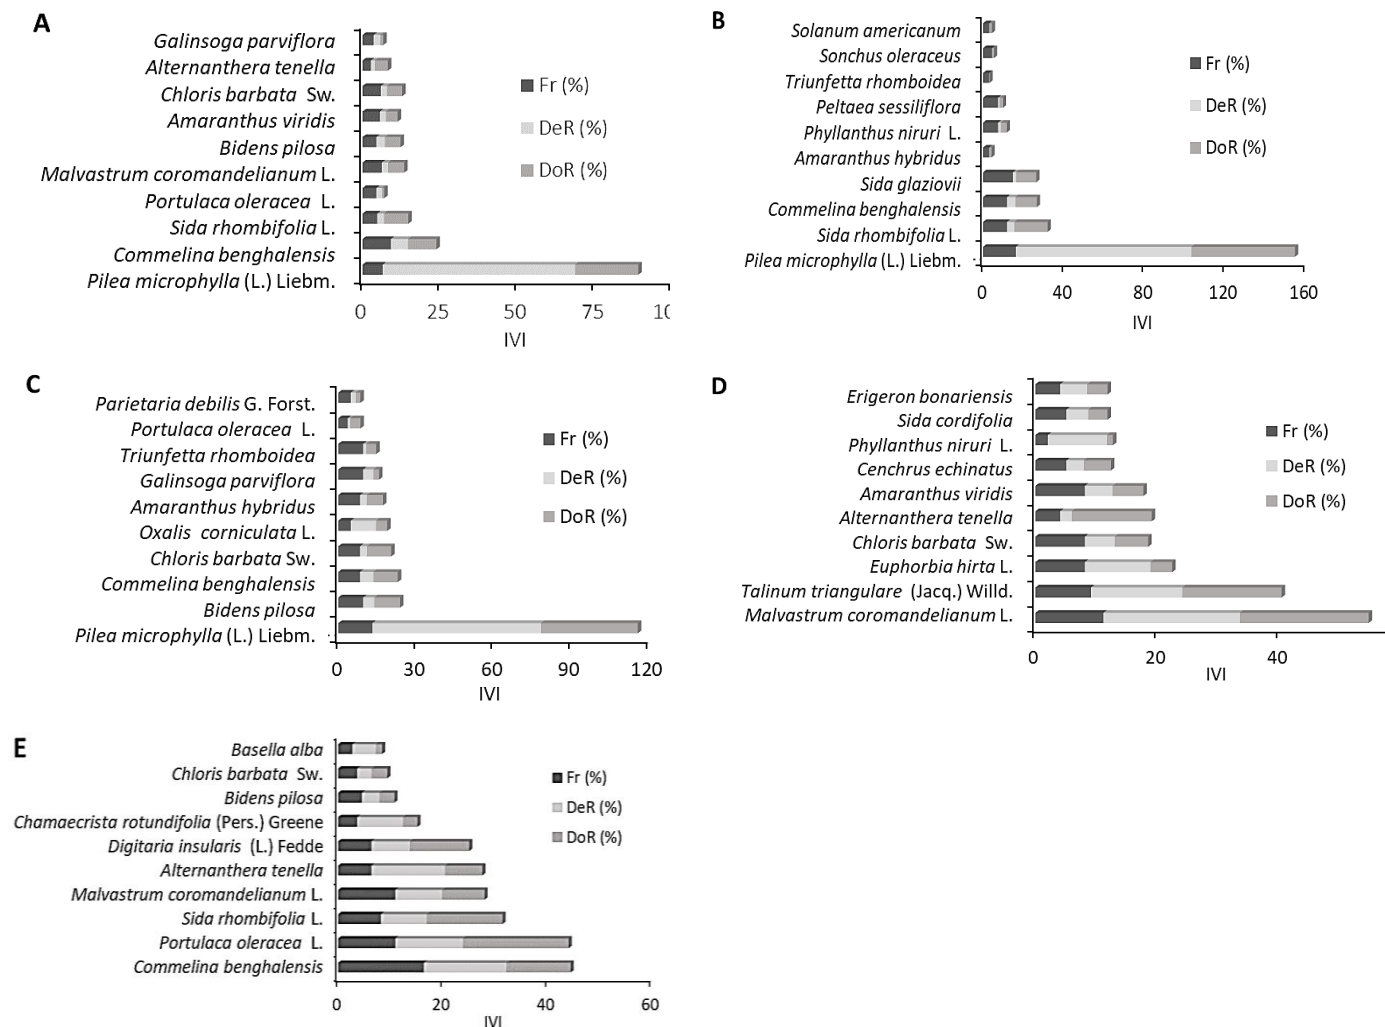 A
Galinsoga parviflora
Alternanthera tenella
Chloris barbata Sw.
Amaranthus viridis
Bidens pilosa
Malvastrum coromandelianum L.
Portulaca oleracea L.
Sida rhombifolia L.
Commelina benghalensis
Pilea microphylla (L.) Liebm.
Fr (%)
DeR (%)
DoR (%)
0 25 50 75 10
IVI
B
Solanum americanum
Sonchus oleraceus
Triunfetta rhomboidea
Peltaea sessiliflora
Phyllanthus niruri L.
Amaranthus hybridus
Sida glaziovii
Commelina benghalensis
Sida rhombifolia L.
Pilea microphylla (L.) Liebm.
Fr (%)
DeR (%)
DoR (%)
0 40 80 120 160
IVI
C
Parietaria debilis G. Forst.
Portulaca oleracea L.
Triunfetta rhomboidea
Galinsoga parviflora
Amaranthus hybridus
Oxalis corniculata L.
Chloris barbata Sw.
Commelina benghalensis
Bidens pilosa
Pilea microphylla (L.) Liebm.
Fr (%)
DeR (%)
DoR (%)
0 30 60 90 120
IVI
D
Erigeron bonariensis
Sida cordifolia
Phyllanthus niruri L.
Cenchrus echinatus
Amaranthus viridis
Alternanthera tenella
Chloris barbata Sw.
Euphorbia hirta L.
Talinum triangulare (Jacq.) Willd.
Malvastrum coromandelianum L.
Fr (%)
DeR (%)
DoR (%)
0 20 40
IVI
E
Basella alba
Chloris barbata Sw.
Bidens pilosa
Chamaecrista rotundifolia (Pers.) Greene
Digitaria insularis (L.) Fedde
Alternanthera tenella
Malvastrum coromandelianum L.
Sida rhombifolia L.
Portulaca oleracea L.
Commelina benghalensis
Fr (%)
DeR (%)
DoR (%)
0 20 40 60
IVI